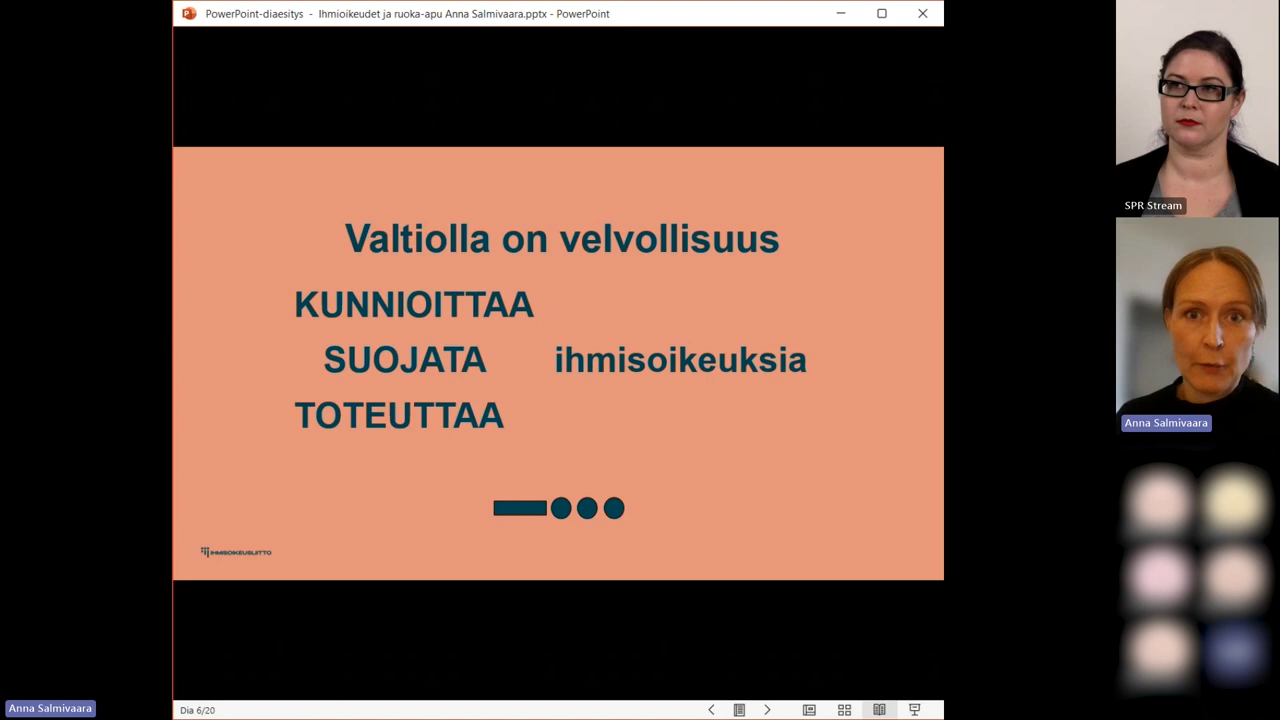 PowerPoint-diaesitys - Ihmioikeudet ja ruoka-apu Anna Salmivaara.pptx - PowerPoint
Valtiolla on velvollisuus
KUNNIOITTAA
SUOJATA ihmisoikeuksia
TOTEUTTAA
IHMISOIKEUSLIITTO
Dia 6/20
SPR Stream
Anna Salmivaara
Anna Salmivaara